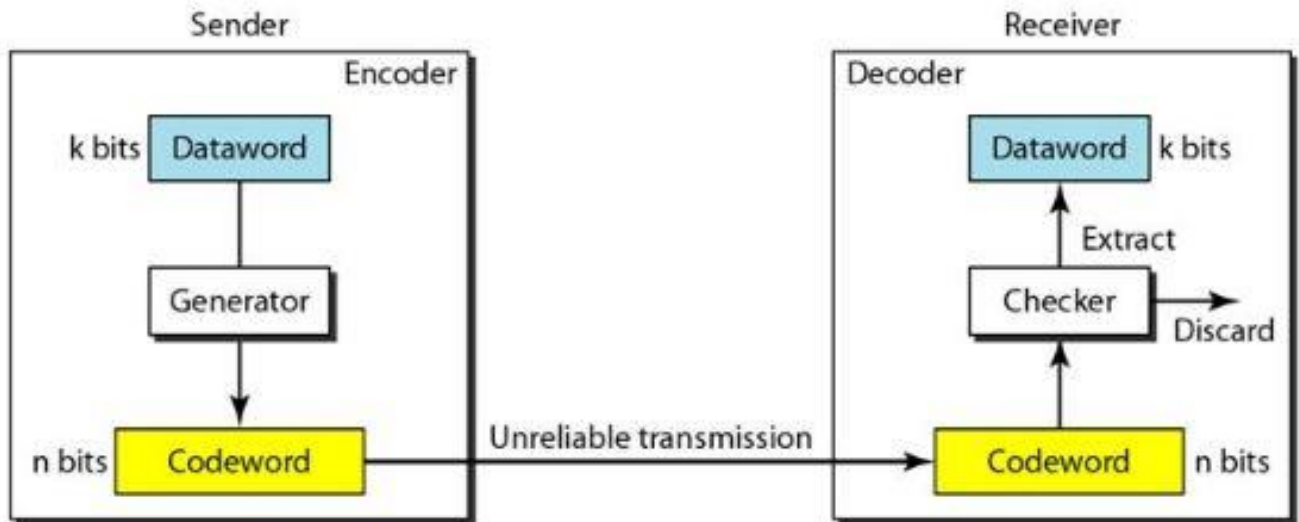 Sender
Encoder
k bits
Dataword
Generator
n bits
Codeword
Unreliable transmission
Receiver
Decoder
Dataword
k bits
Extract
Checker
Discard
Codeword
n bits